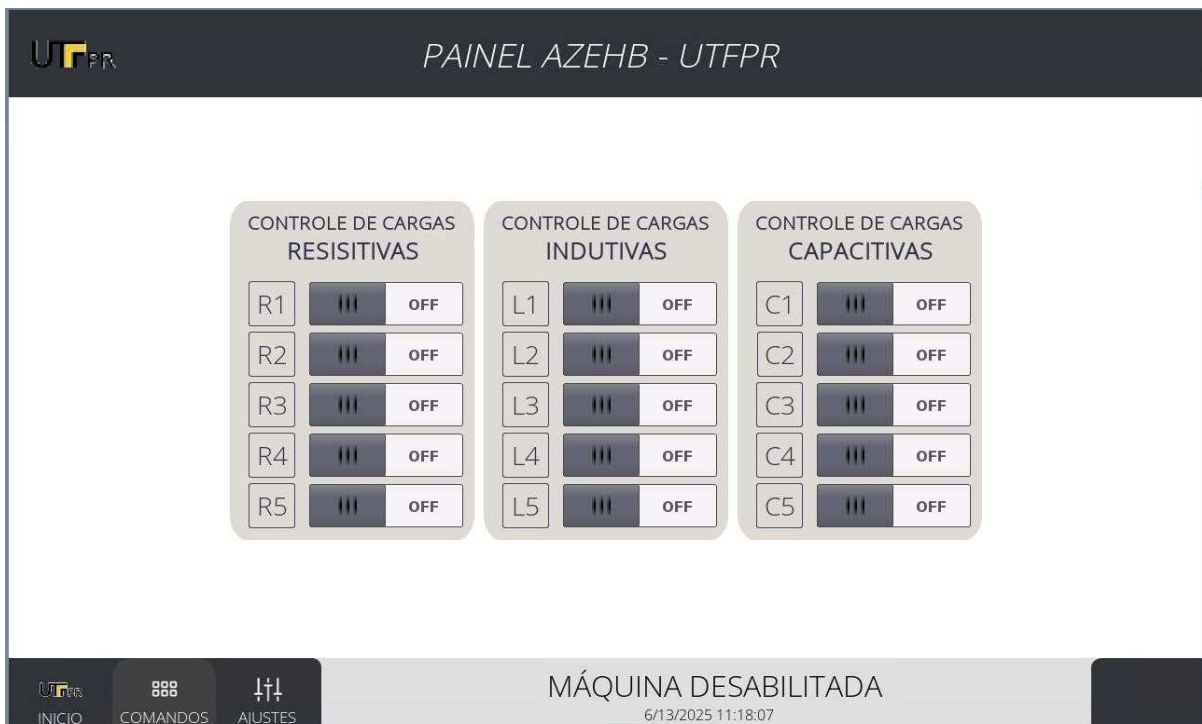 UTFPR
PAINEL AZEHB - UTFPR
CONTROLE DE CARGAS
RESISITIVAS
R1 OFF
R2 OFF
R3 OFF
R4 OFF
R5 OFF
CONTROLE DE CARGAS
INDUTIVAS
L1 OFF
L2 OFF
L3 OFF
L4 OFF
L5 OFF
CONTROLE DE CARGAS
CAPACITIVAS
C1 OFF
C2 OFF
C3 OFF
C4 OFF
C5 OFF
UTFPR
INICIO
COMANDOS
AJUSTES
MÁQUINA DESABILITADA
6/13/2025 11:18:07